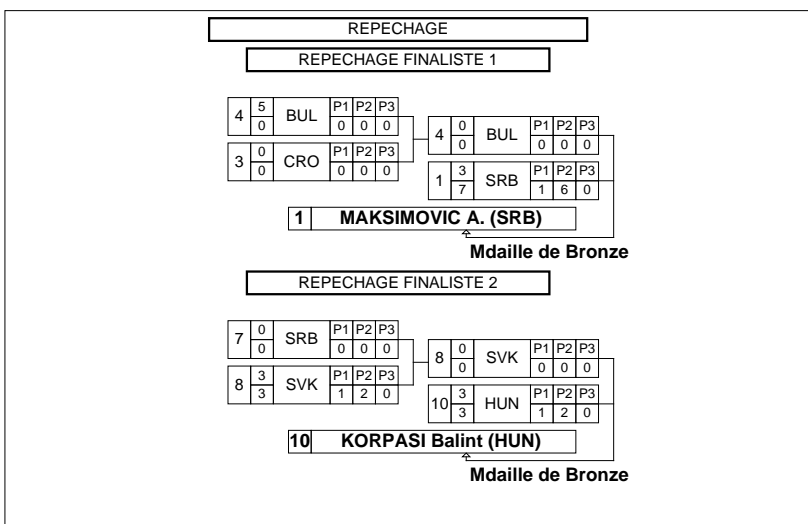 REPECHAGE
REPECHAGE FINALISTE 1
4 5 BUL P1 P2 P3
0 0 0 0
3 0 CRO P1 P2 P3
0 0 0 0
4 0 BUL P1 P2 P3
0 0 0 0
1 3 SRB P1 P2 P3
7 1 6 0
1 MAKSIMOVIC A. (SRB)
Mdaille de Bronze
REPECHAGE FINALISTE 2
7 0 SRB P1 P2 P3
0 0 0 0
8 3 SVK P1 P2 P3
3 1 2 0
8 0 SVK P1 P2 P3
0 0 0 0
10 3 HUN P1 P2 P3
3 1 2 0
10 KORPASI Balint (HUN)
Mdaille de Bronze